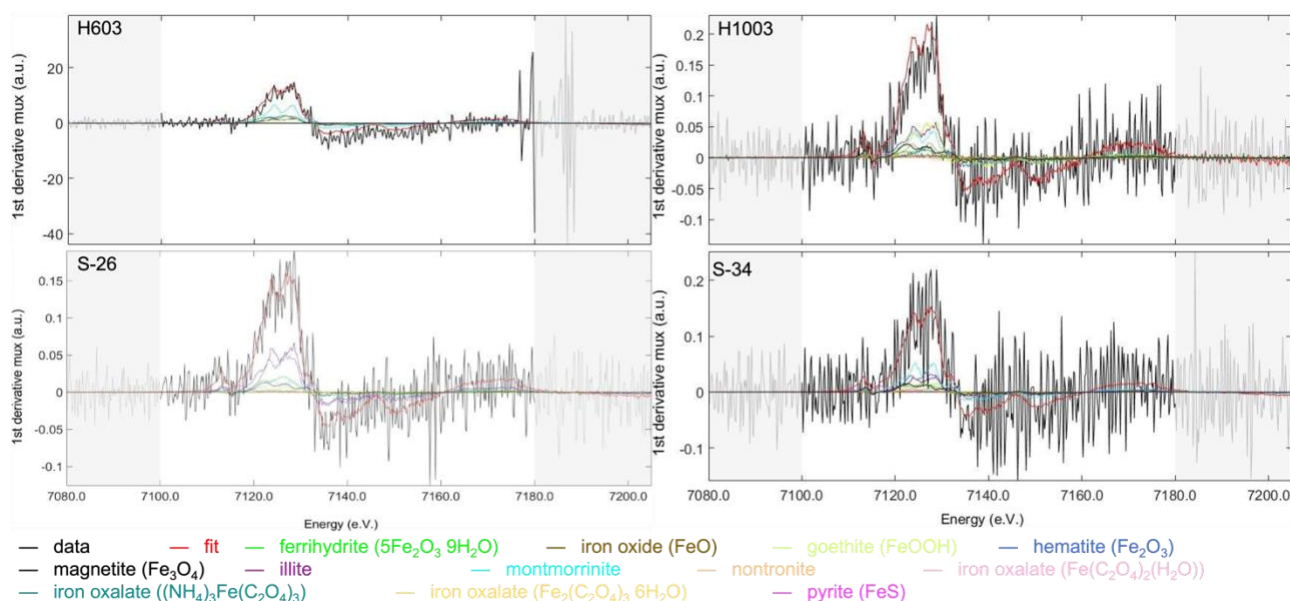 H603
1st derivative mux (a.u.)
20
0
-20
-40
H1003
1st derivative mux (a.u.)
0.2
0.15
0.1
0.05
0
-0.05
-0.1
S-26
1st derivative mux (a.u.)
0.15
0.1
0.05
0
-0.05
-0.1
7080.0 7100.0 7120.0 7140.0 7160.0 7180.0 7200.0
Energy (e.V.)
S-34
1st derivative mux (a.u.)
0.2
0.1
0
-0.1
7080.0 7100.0 7120.0 7140.0 7160.0 7180.0 7200.0
Energy (e.V.)
data fit ferrihydrite (5Fe₂O₃ 9H₂O) iron oxide (FeO) goethite (FeOOH) hematite (Fe₂O₃)
magnetite (Fe₃O₄) illite montmorrinite nontronite iron oxalate (Fe(C₂O₄)₂(H₂O))
iron oxalate ((NH₄)₃Fe(C₂O₄)₃) iron oxalate (Fe₂(C₂O₄)₃ 6H₂O) pyrite (FeS)